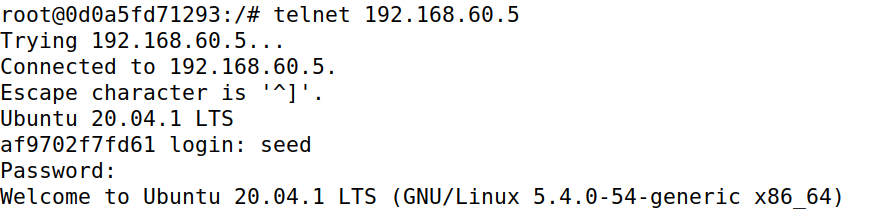 root@0d0a5fd71293:/# telnet 192.168.60.5
Trying 192.168.60.5...
Connected to 192.168.60.5.
Escape character is '^]'.
Ubuntu 20.04.1 LTS
af9702f7fd61 login: seed
Password:
Welcome to Ubuntu 20.04.1 LTS (GNU/Linux 5.4.0-54-generic x86_64)